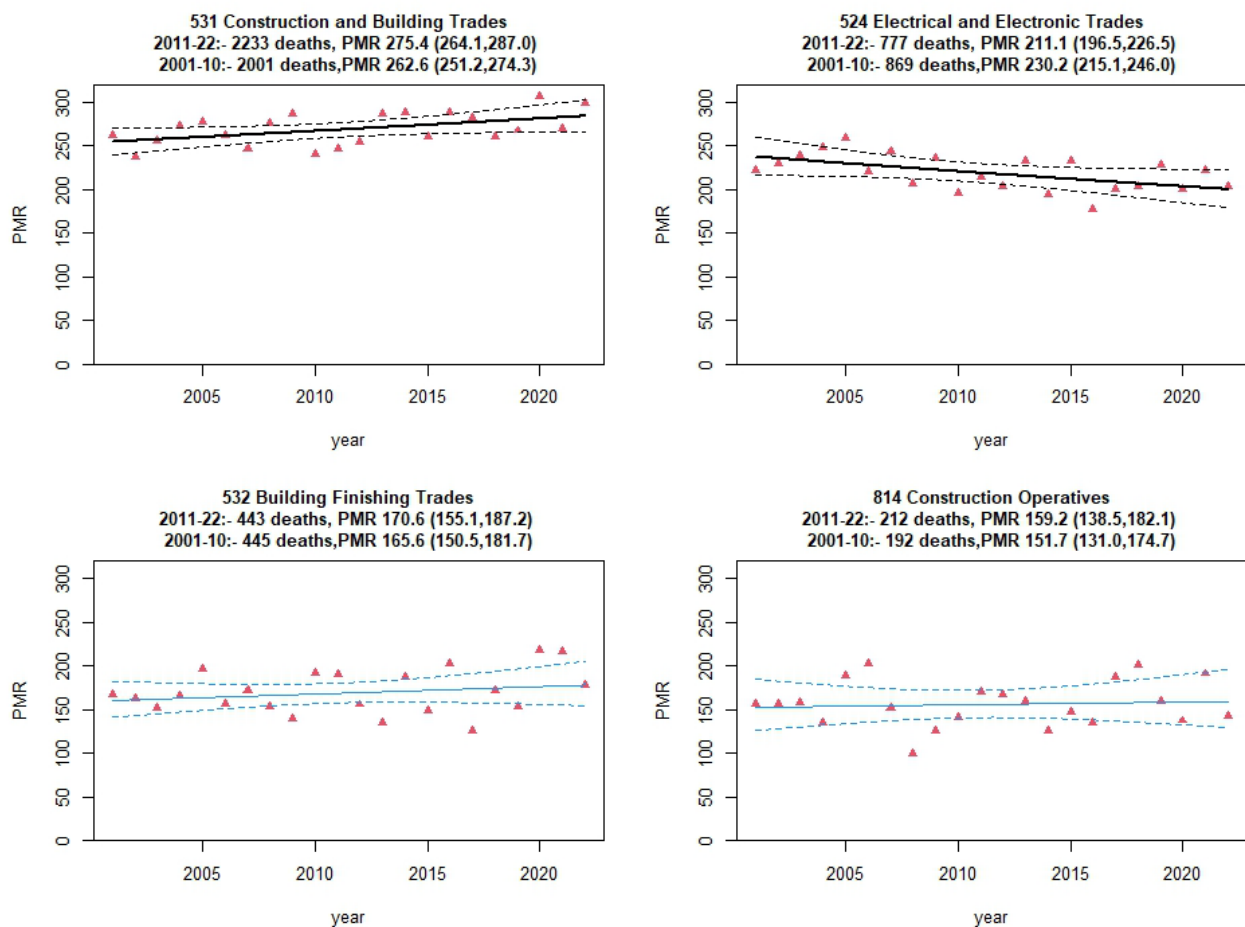 531 Construction and Building Trades
2011-22:- 2233 deaths, PMR 275.4 (264.1,287.0)
2001-10:- 2001 deaths,PMR 262.6 (251.2,274.3)
300
250
200
150
100
50
0
PMR
2005 2010 2015 2020
year
524 Electrical and Electronic Trades
2011-22:- 777 deaths, PMR 211.1 (196.5,226.5)
2001-10:- 869 deaths,PMR 230.2 (215.1,246.0)
300
250
200
150
100
50
0
PMR
2005 2010 2015 2020
year
532 Building Finishing Trades
2011-22:- 443 deaths, PMR 170.6 (155.1,187.2)
2001-10:- 445 deaths,PMR 165.6 (150.5,181.7)
300
250
200
150
100
50
0
PMR
2005 2010 2015 2020
year
814 Construction Operatives
2011-22:- 212 deaths, PMR 159.2 (138.5,182.1)
2001-10:- 192 deaths,PMR 151.7 (131.0,174.7)
300
250
200
150
100
50
0
PMR
2005 2010 2015 2020
year